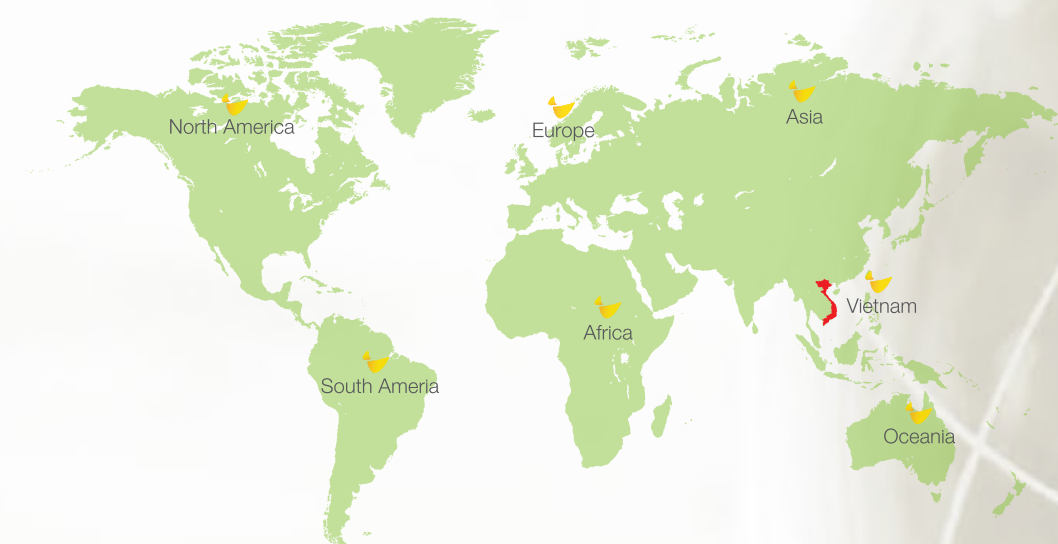 North America
Europe
Asia
Vietnam
Africa
South Ameria
Oceania